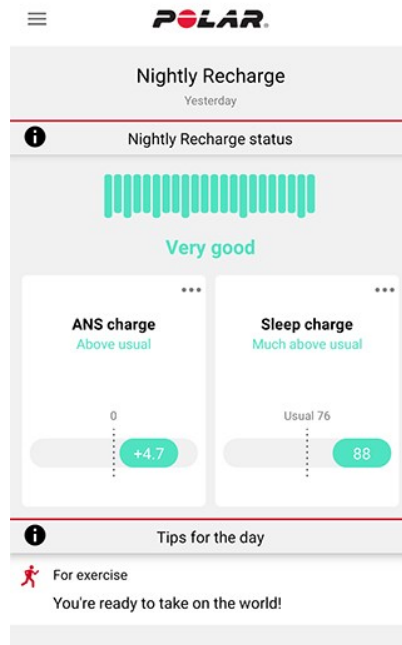 POLAR.
Nightly Recharge
Yesterday
Nightly Recharge status
Very good
ANS charge
Above usual
0
+4.7
Sleep charge
Much above usual
Usual 76
88
Tips for the day
For exercise
You're ready to take on the world!